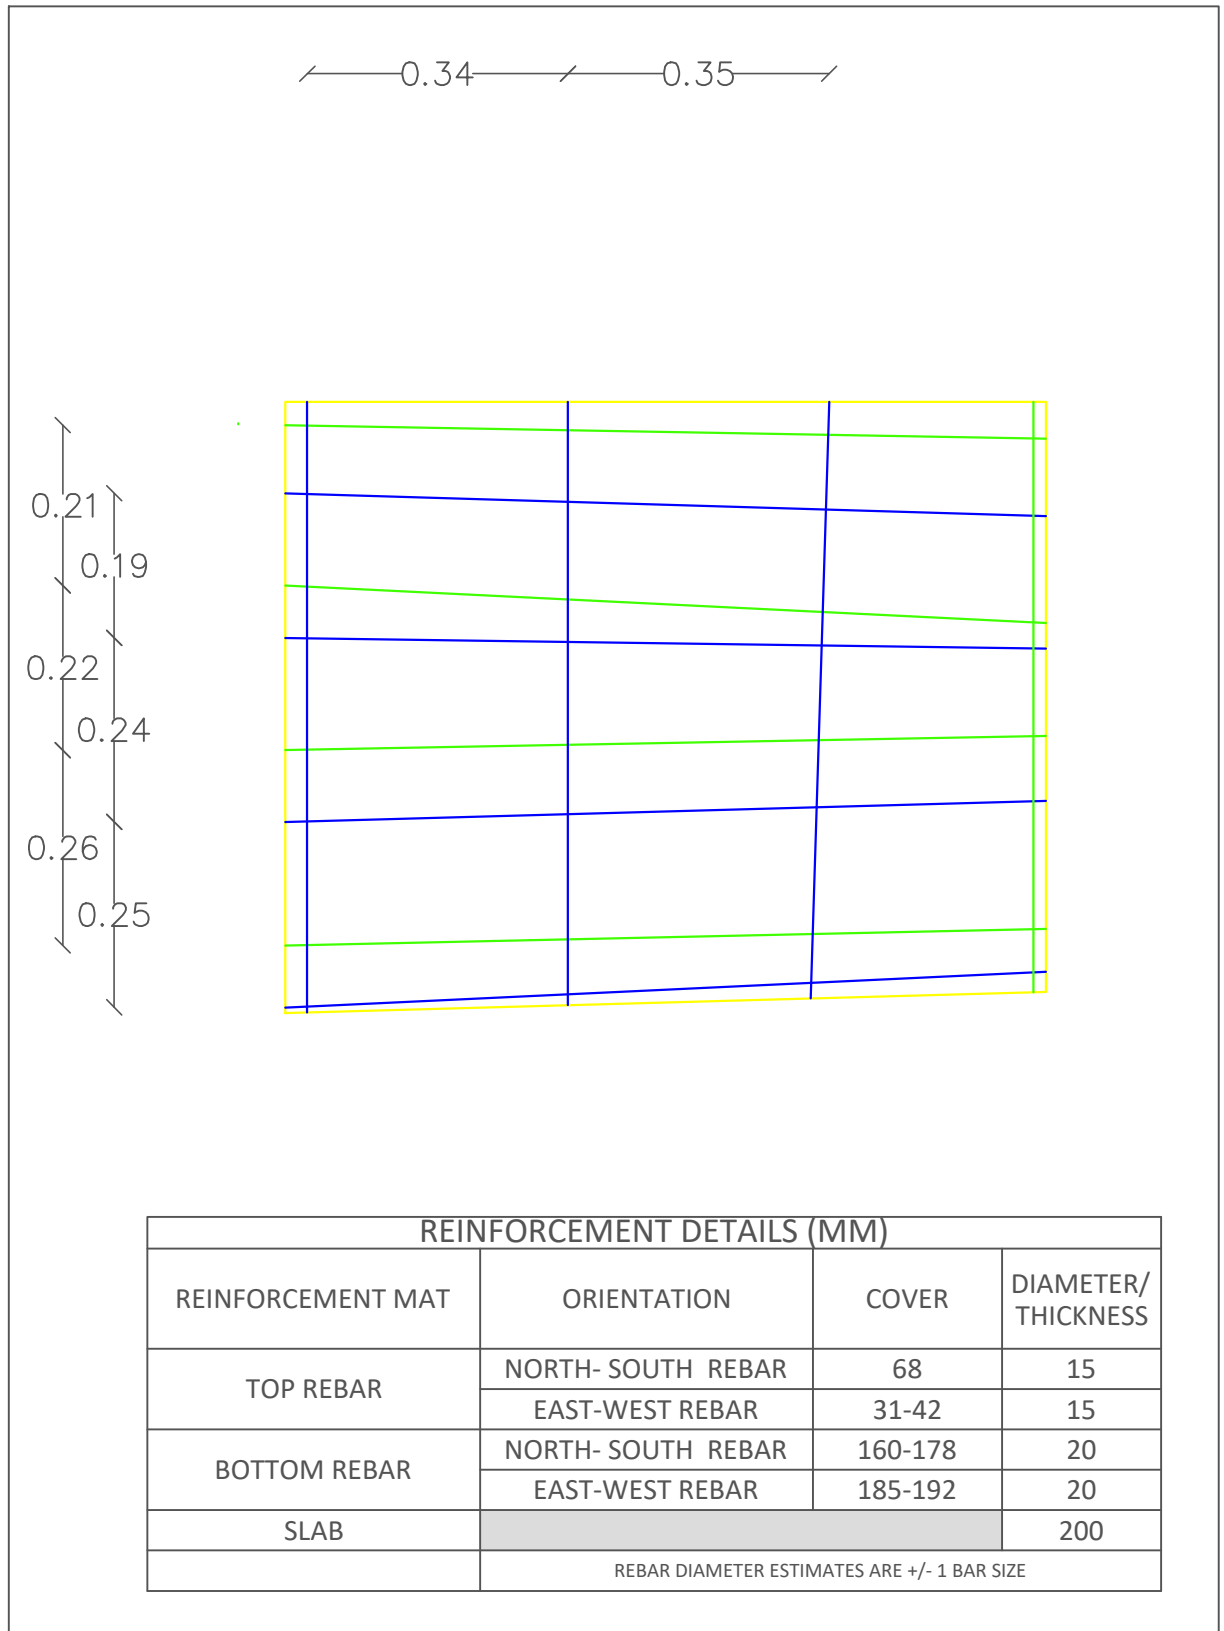 0.34 0.35
0.21
0.19
0.22
0.24
0.26
0.25
REINFORCEMENT DETAILS (MM)
REINFORCEMENT MAT ORIENTATION COVER DIAMETER/
THICKNESS
TOP REBAR NORTH- SOUTH REBAR 68 15
EAST-WEST REBAR 31-42 15
BOTTOM REBAR NORTH- SOUTH REBAR 160-178 20
EAST-WEST REBAR 185-192 20
SLAB 200
REBAR DIAMETER ESTIMATES ARE +/- 1 BAR SIZE